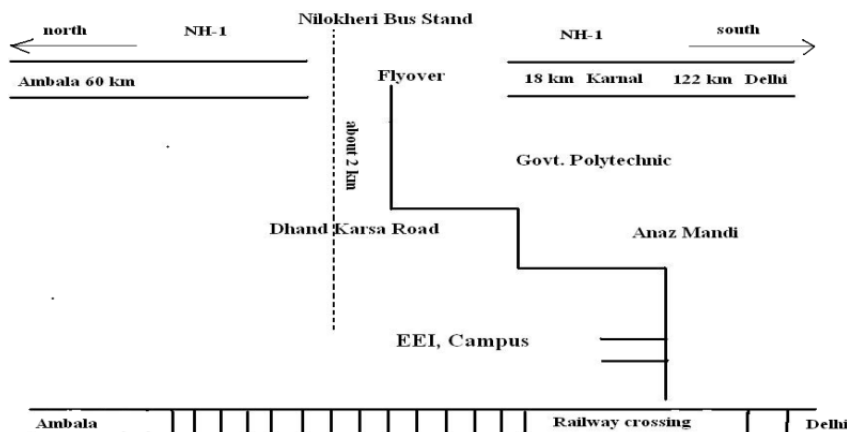 Nilokheri Bus Stand
north NH-1 NH-1 south
Ambala 60 km Flyover 18 km Karnal 122 km Delhi
about 2 km
Govt. Polytechnic
Dhand Karsa Road Anaz Mandi
EEI, Campus
Ambala Railway crossing Delhi